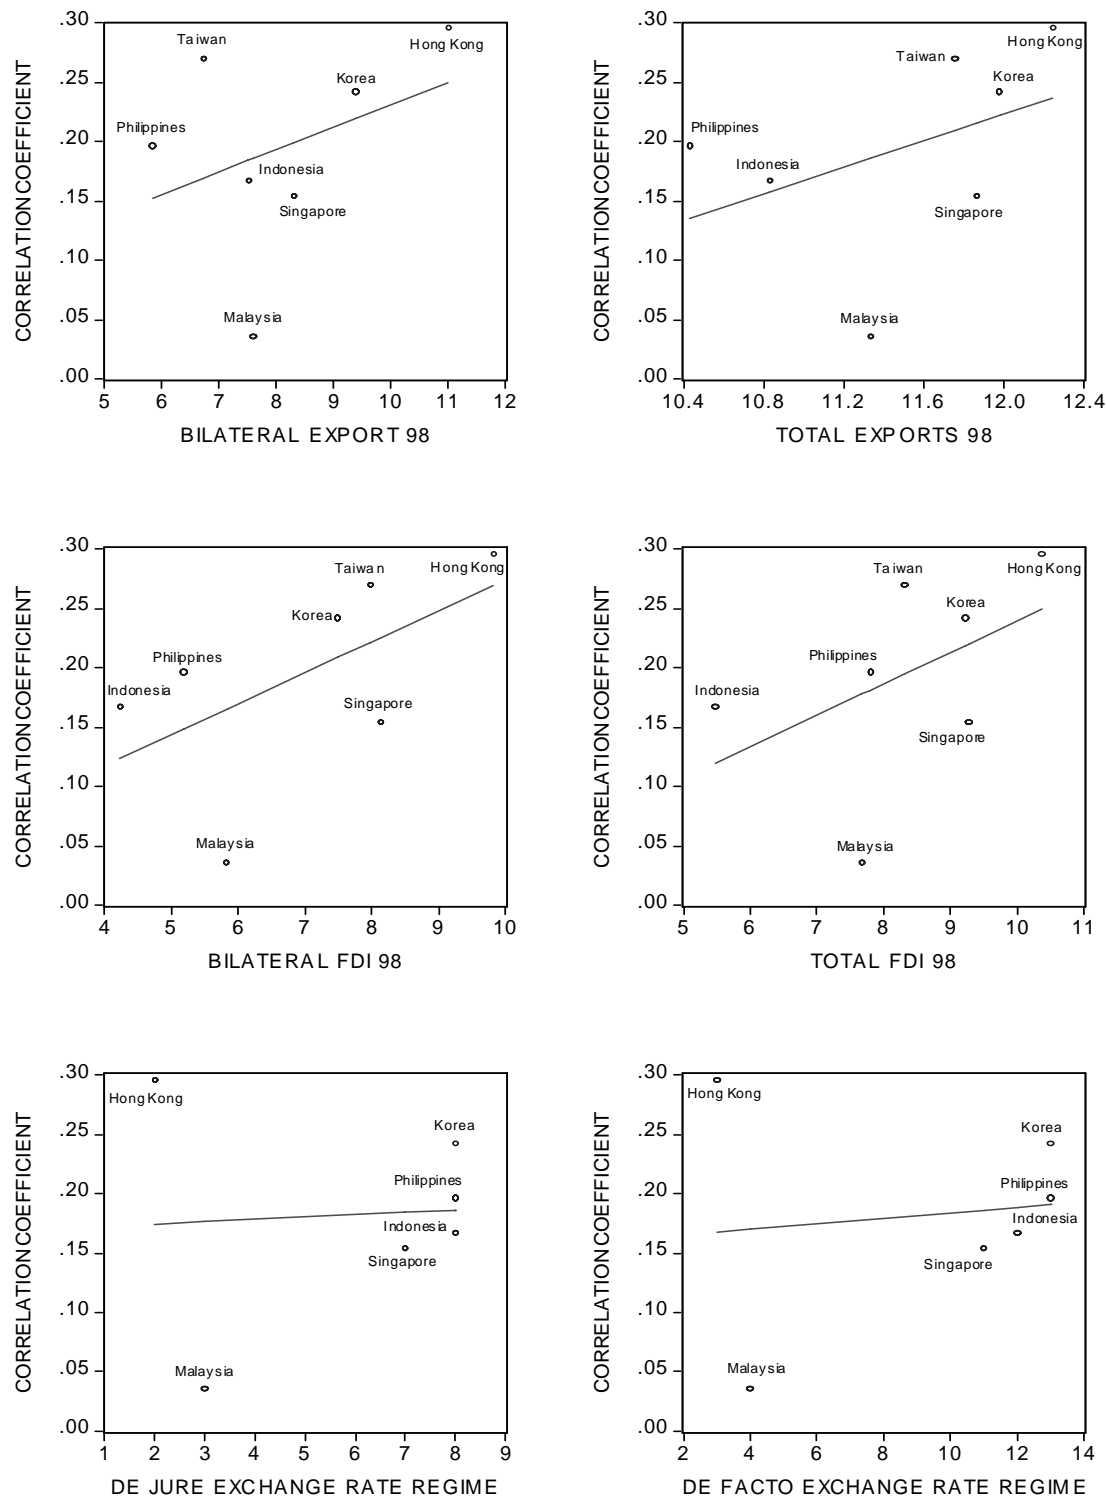 .30
.25
.20
.15
.10
.05
.00
CORRELATION COEFFICIENT
Taiwan
Hong Kong
Korea
Philippines
Indonesia
Singapore
Malaysia
5 6 7 8 9 10 11 12
BILATERAL EXPORT 98
.30
.25
.20
.15
.10
.05
.00
CORRELATION COEFFICIENT
Hong Kong
Taiwan
Korea
Philippines
Indonesia
Singapore
Malaysia
10.4 10.8 11.2 11.6 12.0 12.4
TOTAL EXPORTS 98
.30
.25
.20
.15
.10
.05
.00
CORRELATION COEFFICIENT
Taiwan
Hong Kong
Korea
Philippines
Indonesia
Singapore
Malaysia
4 5 6 7 8 9 10
BILATERAL FDI 98
.30
.25
.20
.15
.10
.05
.00
CORRELATION COEFFICIENT
Taiwan
Hong Kong
Korea
Philippines
Indonesia
Singapore
Malaysia
5 6 7 8 9 10 11
TOTAL FDI 98
.30
.25
.20
.15
.10
.05
.00
CORRELATION COEFFICIENT
Hong Kong
Korea
Philippines
Indonesia
Singapore
Malaysia
1 2 3 4 5 6 7 8 9
DE JURE EXCHANGE RATE REGIME
.30
.25
.20
.15
.10
.05
.00
CORRELATION COEFFICIENT
Hong Kong
Korea
Philippines
Indonesia
Singapore
Malaysia
2 4 6 8 10 12 14
DE FACTO EXCHANGE RATE REGIME